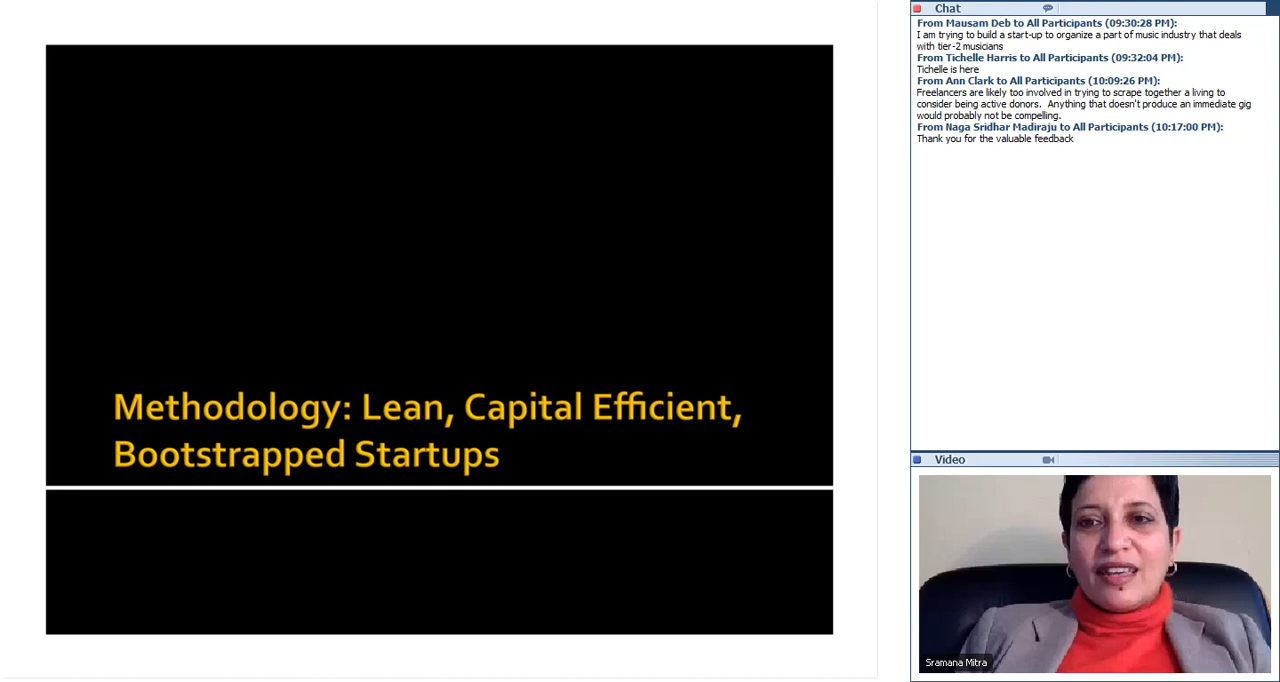 Methodology: Lean, Capital Efficient,
Bootstrapped Startups
Chat
From Mausam Deb to All Participants (09:30:28 PM):
I am trying to build a start-up to organize a part of music industry that deals
with tier-2 musicians
From Tichelle Harris to All Participants (09:32:04 PM):
Tichelle is here
From Ann Clark to All Participants (10:09:26 PM):
Freelancers are likely too involved in trying to scrape together a living to
consider being active donors.  Anything that doesn't produce an immediate gig
would probably not be compelling.
From Naga Sridhar Madiraju to All Participants (10:17:00 PM):
Thank you for the valuable feedback
Video
Sramana Mitra